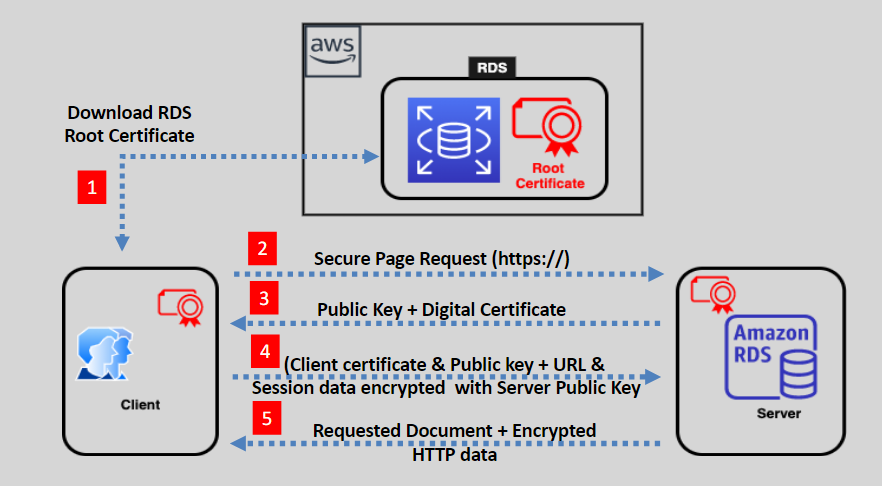 aws
RDS
Download RDS
Root Certificate
Root
Certificate
1
2
Secure Page Request (https://)
3
Public Key + Digital Certificate
4
(Client certificate & Public key + URL &
Session data encrypted with Server Public Key
5
Requested Document + Encrypted
HTTP data
Client
Amazon
RDS
Server